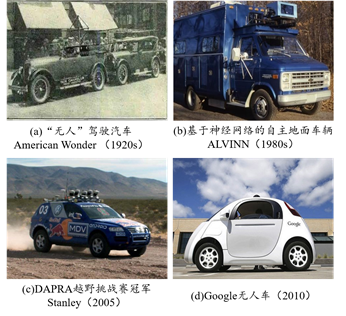 (a)“无人”驾驶汽车
American Wonder （1920s）
(b)基于神经网络的自主地面车辆
ALVINN（1980s）
03
MDV
Google
(c)DAPRA越野挑战赛冠军
Stanley（2005）
(d)Google无人车（2010）